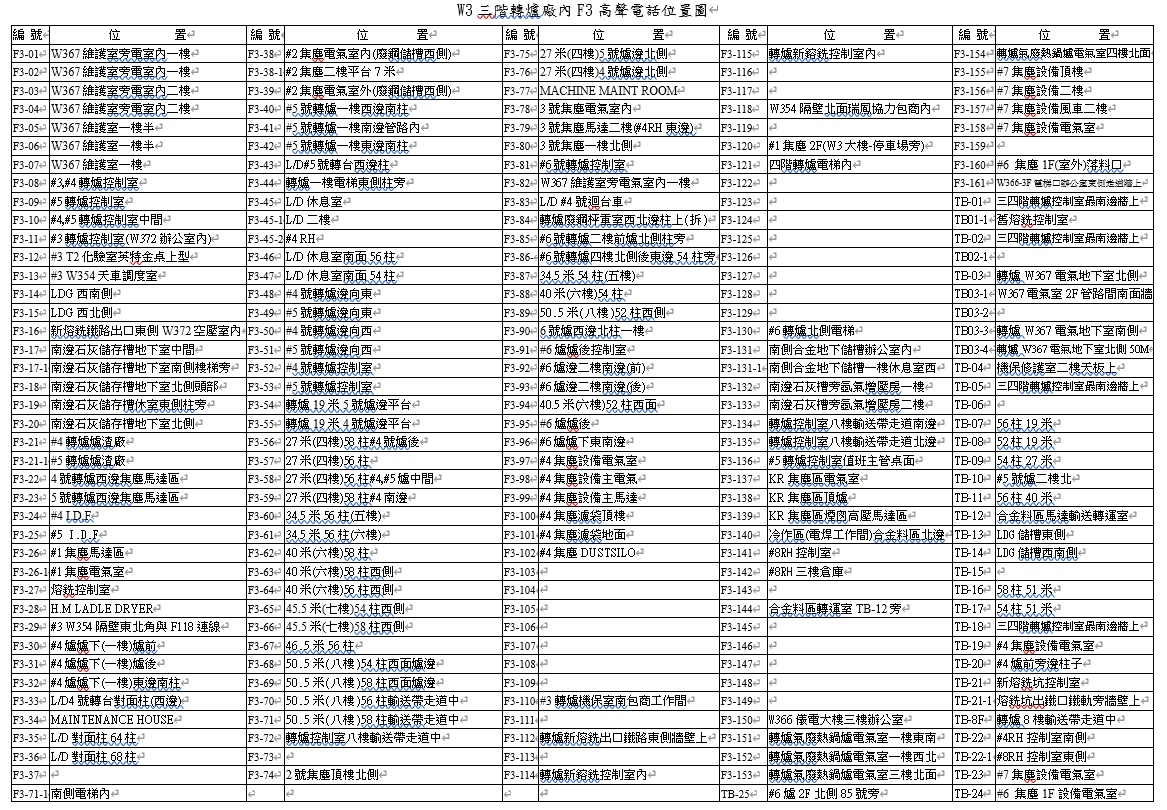 W3 三階轉爐廠內 F3 高聲電話位置圖
編 號 位 置 編 號 位 置 編 號 位 置 編 號 位 置 編 號 位 置
F3-01 W367 維護室旁電室內一樓 F3-38 #2 集塵電氣室內(廢鋼儲槽西側) F3-75 27 米(四樓)5 號爐邊北側 F3-115 轉爐新熔銑控制室內 F3-154 轉爐氣廢熱鍋爐電氣室四樓北面
F3-02 W367 維護室旁電室內一樓 F3-38-1 #2 集塵二樓平台 7 米 F3-76 27 米(四樓)4 號爐邊北側 F3-116 F3-155 #7 集塵設備頂樓
F3-03 W367 維護室旁電室內二樓 F3-39 #2 集塵電氣室外(廢鋼儲槽西側) F3-77 MACHINE MAINT ROOM F3-117 F3-156 #7 集塵設備二樓
F3-04 W367 維護室旁電室內二樓 F3-40 #5 號轉爐一樓西邊南柱 F3-78 3 號集塵電氣室內 F3-118 W354 隔壁北面瑞風協力包商內 F3-157 #7 集塵設備風車二樓
F3-05 W367 維護室一樓半 F3-41 #5 號轉爐一樓南邊管路內 F3-79 3 號集塵馬達二樓(#4RH 東邊) F3-119 F3-158 #7 集塵設備電氣室
F3-06 W367 維護室一樓半 F3-42 #5 號轉爐一樓東邊南柱 F3-80 3 號集塵一樓北側 F3-120 #1 集塵 2F(W3 大樓-停車場旁) F3-159
F3-07 W367 維護室一樓 F3-43 L/D#5 號轉台西邊柱 F3-81 #6 號轉爐控制室 F3-121 四階轉爐電梯內 F3-160 #6 集塵 1F(室外)落料口
F3-08 #3,#4 轉爐控制室 F3-44 轉爐一樓電梯東側柱旁 F3-82 W367 維護室旁電氣室內一樓 F3-122 F3-161 W366-3F 電梯口辦公室東側走道牆上
F3-09 #5 轉爐控制室 F3-45 L/D 休息室 F3-83 L/D #4 號迴台車 F3-123 TB-01 三四階轉爐控制室最南邊牆上
F3-10 #4,#5 轉爐控制室中間 F3-45-1 L/D 二樓 F3-84 轉爐廢鋼秤重室西北邊柱上(拆) F3-124 TB01-1 舊熔銑控制室
F3-11 #3 轉爐控制室(W372 辦公室內) F3-45-2 #4 RH F3-85 #6 號爐二樓前爐北側柱旁 F3-125 TB-02 三四階轉爐控制室最南邊牆上
F3-12 #3 T2 化驗室英特金卓上型 F3-46 L/D 休息室南面 56 柱 F3-86 #6 號爐四樓北側後東邊 54 柱旁 F3-126 TB02-1
F3-13 #3 W354 天車調度室 F3-47 L/D 休息室南面 54 柱 F3-87 34.5 米 54 柱(五樓) F3-127 TB-03 轉爐 W367 電氣地下室北側
F3-14 LDG 西南側 F3-48 #4 號轉爐邊向東 F3-88 40 米(六樓)54 柱 F3-128 TB03-1 W367 電氣室 2F 管路間南面牆
F3-15 LDG 西北側 F3-49 #5 號轉爐邊向東 F3-89 50.5 米(八樓)52 柱西側 F3-129 TB03-2
F3-16 新熔銑鐵路出口東側 W372 空壓室內 F3-50 #4 號轉爐邊向西 F3-90 6 號爐西邊北柱一樓 F3-130 #6 轉爐北側電梯 TB03-3 轉爐 W367 電氣地下室南側
F3-17 南邊石灰儲存槽地下室中間 F3-51 #5 號轉爐邊向西 F3-91 #6 爐爐後控制室 F3-131 南側合金地下儲槽辦公室內 TB03-4 轉爐 W367 電氣地下室北側 50M
F3-17-1 南邊石灰儲存槽地下室南側樓梯旁 F3-52 #4 號轉爐控制室 F3-92 #6 爐邊二樓南邊(前) F3-131-1 南側合金地下儲槽一樓休息室西 TB-04 機保修護室二樓天板上
F3-18 南邊石灰儲存槽地下室北側頭部 F3-53 #5 號轉爐控制室 F3-93 #6 爐邊二樓南邊(後) F3-132 南邊石灰槽旁氬氣增壓房一樓 TB-05 三四階轉爐控制室最南邊牆上
F3-19 南邊石灰儲存槽休室東側柱旁 F3-54 轉爐 19 米 5 號爐邊平台 F3-94 40.5 米(六樓)52 柱西面 F3-133 南邊石灰槽旁氬氣增壓房二樓 TB-06
F3-20 南邊石灰儲存槽地下室北側 F3-55 轉爐 19 米 4 號爐邊平台 F3-95 #6 爐爐後 F3-134 轉爐控制室八樓輸送帶走道南邊 TB-07 56 柱 19 米
F3-21 #4 轉爐爐渣廠 F3-56 27 米(四樓)58 柱#4 號爐後 F3-96 #6 爐爐下東南邊 F3-135 轉爐控制室八樓輸送帶走道北邊 TB-08 52 柱 19 米
F3-21-1 #5 轉爐爐渣廠 F3-57 27 米(四樓)56 柱 F3-97 #4 集塵設備電氣室 F3-136 #5 轉爐控制室值班主管桌面 TB-09 54 柱 27 米
F3-22 4 號轉爐西邊集塵馬達區 F3-58 27 米(四樓)56 柱#4,#5 爐中間 F3-98 #4 集塵設備主電氣 F3-137 KR 集塵區電氣室 TB-10 #5 號爐二樓北
F3-23 5 號轉爐西邊集塵馬達區 F3-59 27 米(四樓)58 柱#4 南邊 F3-99 #4 集塵設備主馬達 F3-138 KR 集塵區頂爐 TB-11 56 柱 40 米
F3-24 #4 I.D.F F3-60 34.5 米 56 柱(五樓) F3-100 #4 集塵濾袋頂樓 F3-139 KR 集塵區煙囪高壓馬達區 TB-12 合金料區馬達輸送轉運室
F3-25 #5 I.D.F F3-61 34.5 米 56 柱(六樓) F3-101 #4 集塵濾袋地面 F3-140 冷作區(電焊工作間)合金料區北邊 TB-13 LDG 儲槽東側
F3-26 #1 集塵馬達區 F3-62 40 米(六樓)58 柱 F3-102 #4 集塵 DUSTSILO F3-141 #8RH 控制室 TB-14 LDG 儲槽西南側
F3-26-1 #1 集塵電氣室 F3-63 40 米(六樓)58 柱西側 F3-103 F3-142 #8RH 三樓倉庫 TB-15
F3-27 熔銑控制室 F3-64 40 米(六樓)56 柱西側 F3-104 F3-143 TB-16 58 柱 51 米
F3-28 H.M LADLE DRYER F3-65 45.5 米(七樓)54 柱西側 F3-105 F3-144 合金料區轉運室 TB-12 旁 TB-17 54 柱 51 米
F3-29 #3 W354 隔壁東北角與 F118 連線 F3-66 45.5 米(七樓)58 柱西側 F3-106 F3-145 TB-18 三四階轉爐控制室最南邊牆上
F3-30 #4 爐爐下(一樓)爐前 F3-67 46.5 米 56 柱 F3-107 F3-146 TB-19 #4 集塵設備電氣室
F3-31 #4 爐爐下(一樓)爐後 F3-68 50.5 米(八樓)54 柱西面爐邊 F3-108 F3-147 TB-20 #4 爐前旁邊柱子
F3-32 #4 爐爐下(一樓)東邊南柱 F3-69 50.5 米(八樓)58 柱西面爐邊 F3-109 F3-148 TB-21 新熔銑坑控制室
F3-33 L/D4 號轉台對面柱(西邊) F3-70 50.5 米(八樓)56 柱輸送帶走道中 F3-110 #3 轉爐機保室南包商工作間 F3-149 TB-21-1 熔銑坑出鐵口鐵軌旁牆壁上
F3-34 MAINTENANCE HOUSE F3-71 50.5 米(八樓)58 柱輸送帶走道中 F3-111 F3-150 W366 儀電大樓三樓辦公室 TB-8F 轉爐 8 樓輸送帶走道中
F3-35 L/D 對面柱 64 柱 F3-72 轉爐控制室八樓輸送帶走道中 F3-112 轉爐新熔銑出口鐵路東側牆壁上 F3-151 轉爐氣廢熱鍋爐電氣室一樓東南 TB-22 #4RH 控制室南側
F3-36 L/D 對面柱 68 柱 F3-73 F3-113 F3-152 轉爐氣廢熱鍋爐電氣室一樓西北 TB-22-1 #8RH 控制室東側
F3-37 F3-74 2 號集塵頂樓北側 F3-114 轉爐新熔銑控制室內 F3-153 轉爐氣廢熱鍋爐電氣室三樓北面 TB-23 #7 集塵設備電氣室
F3-71-1 南側電梯內 TB-25 #6 爐 2F 北側 85 號旁 TB-24 #6 集塵 1F 設備電氣室